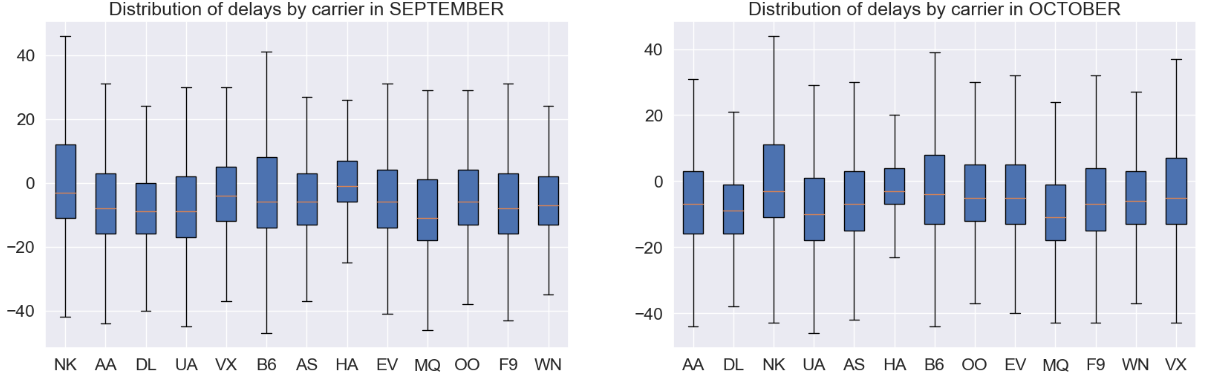 Distribution of delays by carrier in SEPTEMBER
40
20
0
−20
−40
NK AA DL UA VX B6 AS HA EV MQ OO F9 WN
Distribution of delays by carrier in OCTOBER
40
20
0
−20
−40
AA DL NK UA AS HA B6 OO EV MQ F9 WN VX